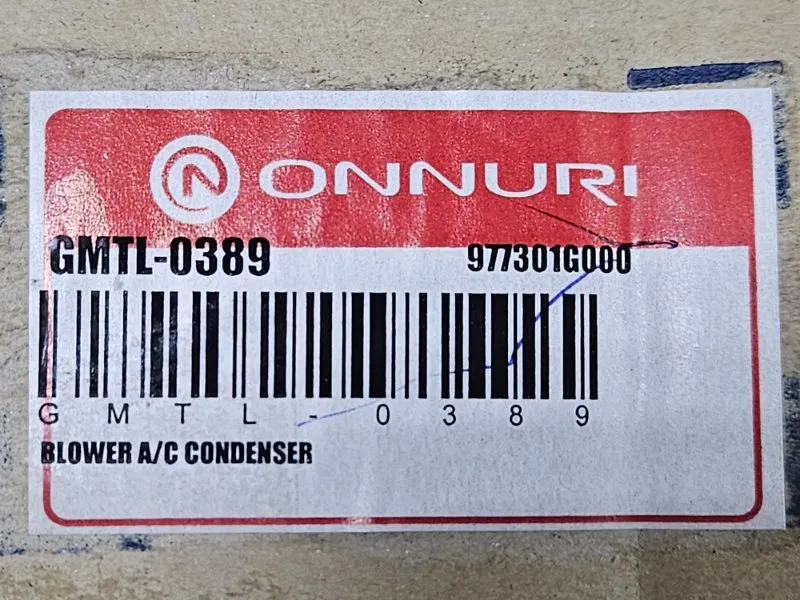 ONNURI
GMTL-0389 977301G000
GMTL-0389
BLOWER A/C CONDENSER